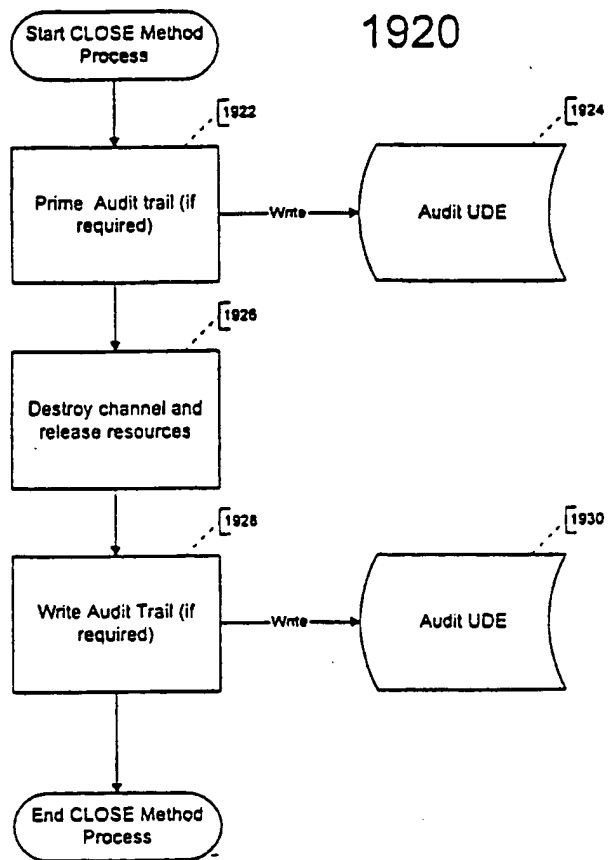 1920
Start CLOSE Method
Process
1922
Prime Audit trail (if
required)
Write
1924
Audit UDE
1926
Destroy channel and
release resources
1928
Write Audit Trail (if
required)
Write
1930
Audit UDE
End CLOSE Method
Process